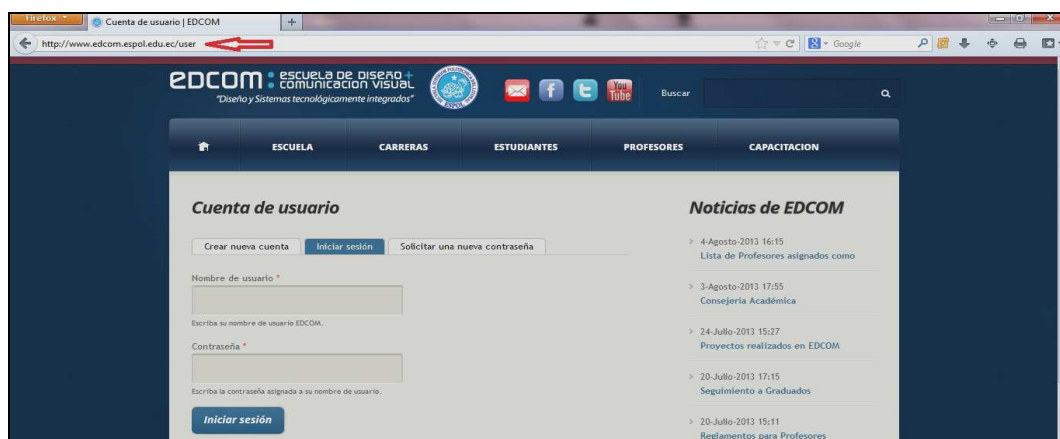 Firefox
Cuenta de usuario | EDCOM
http://www.edcom.espol.edu.ec/user
Google
EDCOM: ESCUELA DE DISEÑO + COMUNICACION VISUAL
"Diseño y Sistemas tecnológicamente integrados"
ESPOL
You Tube
Buscar
ESCUELA CARRERAS ESTUDIANTES PROFESORES CAPACITACION
Cuenta de usuario
Crear nueva cuenta Iniciar sesión Solicitar una nueva contraseña
Nombre de usuario *
Escriba su nombre de usuario EDCOM.
Contraseña *
Escriba la contraseña asignada a su nombre de usuario.
Iniciar sesión
Noticias de EDCOM
4-Agosto-2013 16:15
Lista de Profesores asignados como
3-Agosto-2013 17:55
Consejería Académica
24-Julio-2013 15:27
Proyectos realizados en EDCOM
20-Julio-2013 17:15
Seguimiento a Graduados
20-Julio-2013 15:11
Reglamentos para Profesores